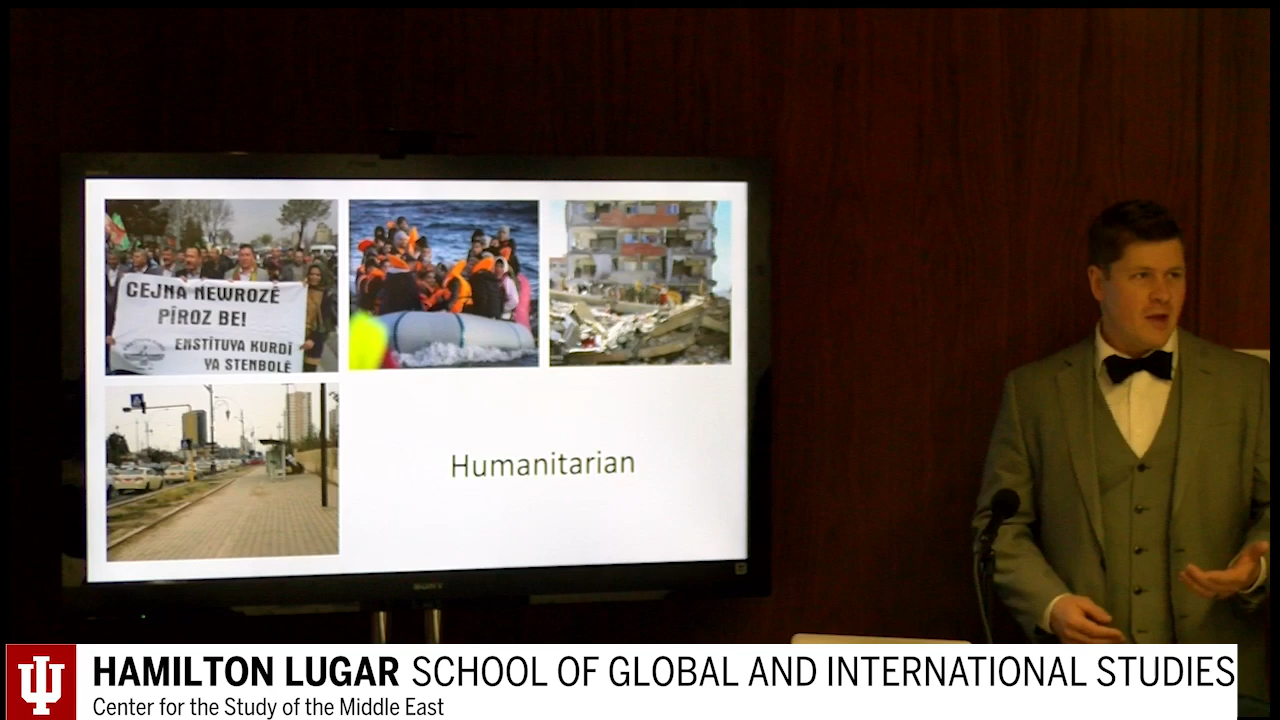 CEJNA NEWROZÊ
PÎROZ BE!
ENSTÎTUYA KURDÎ
YA STENBOLÊ
Humanitarian
SONY
HAMILTON LUGAR SCHOOL OF GLOBAL AND INTERNATIONAL STUDIES
Center for the Study of the Middle East